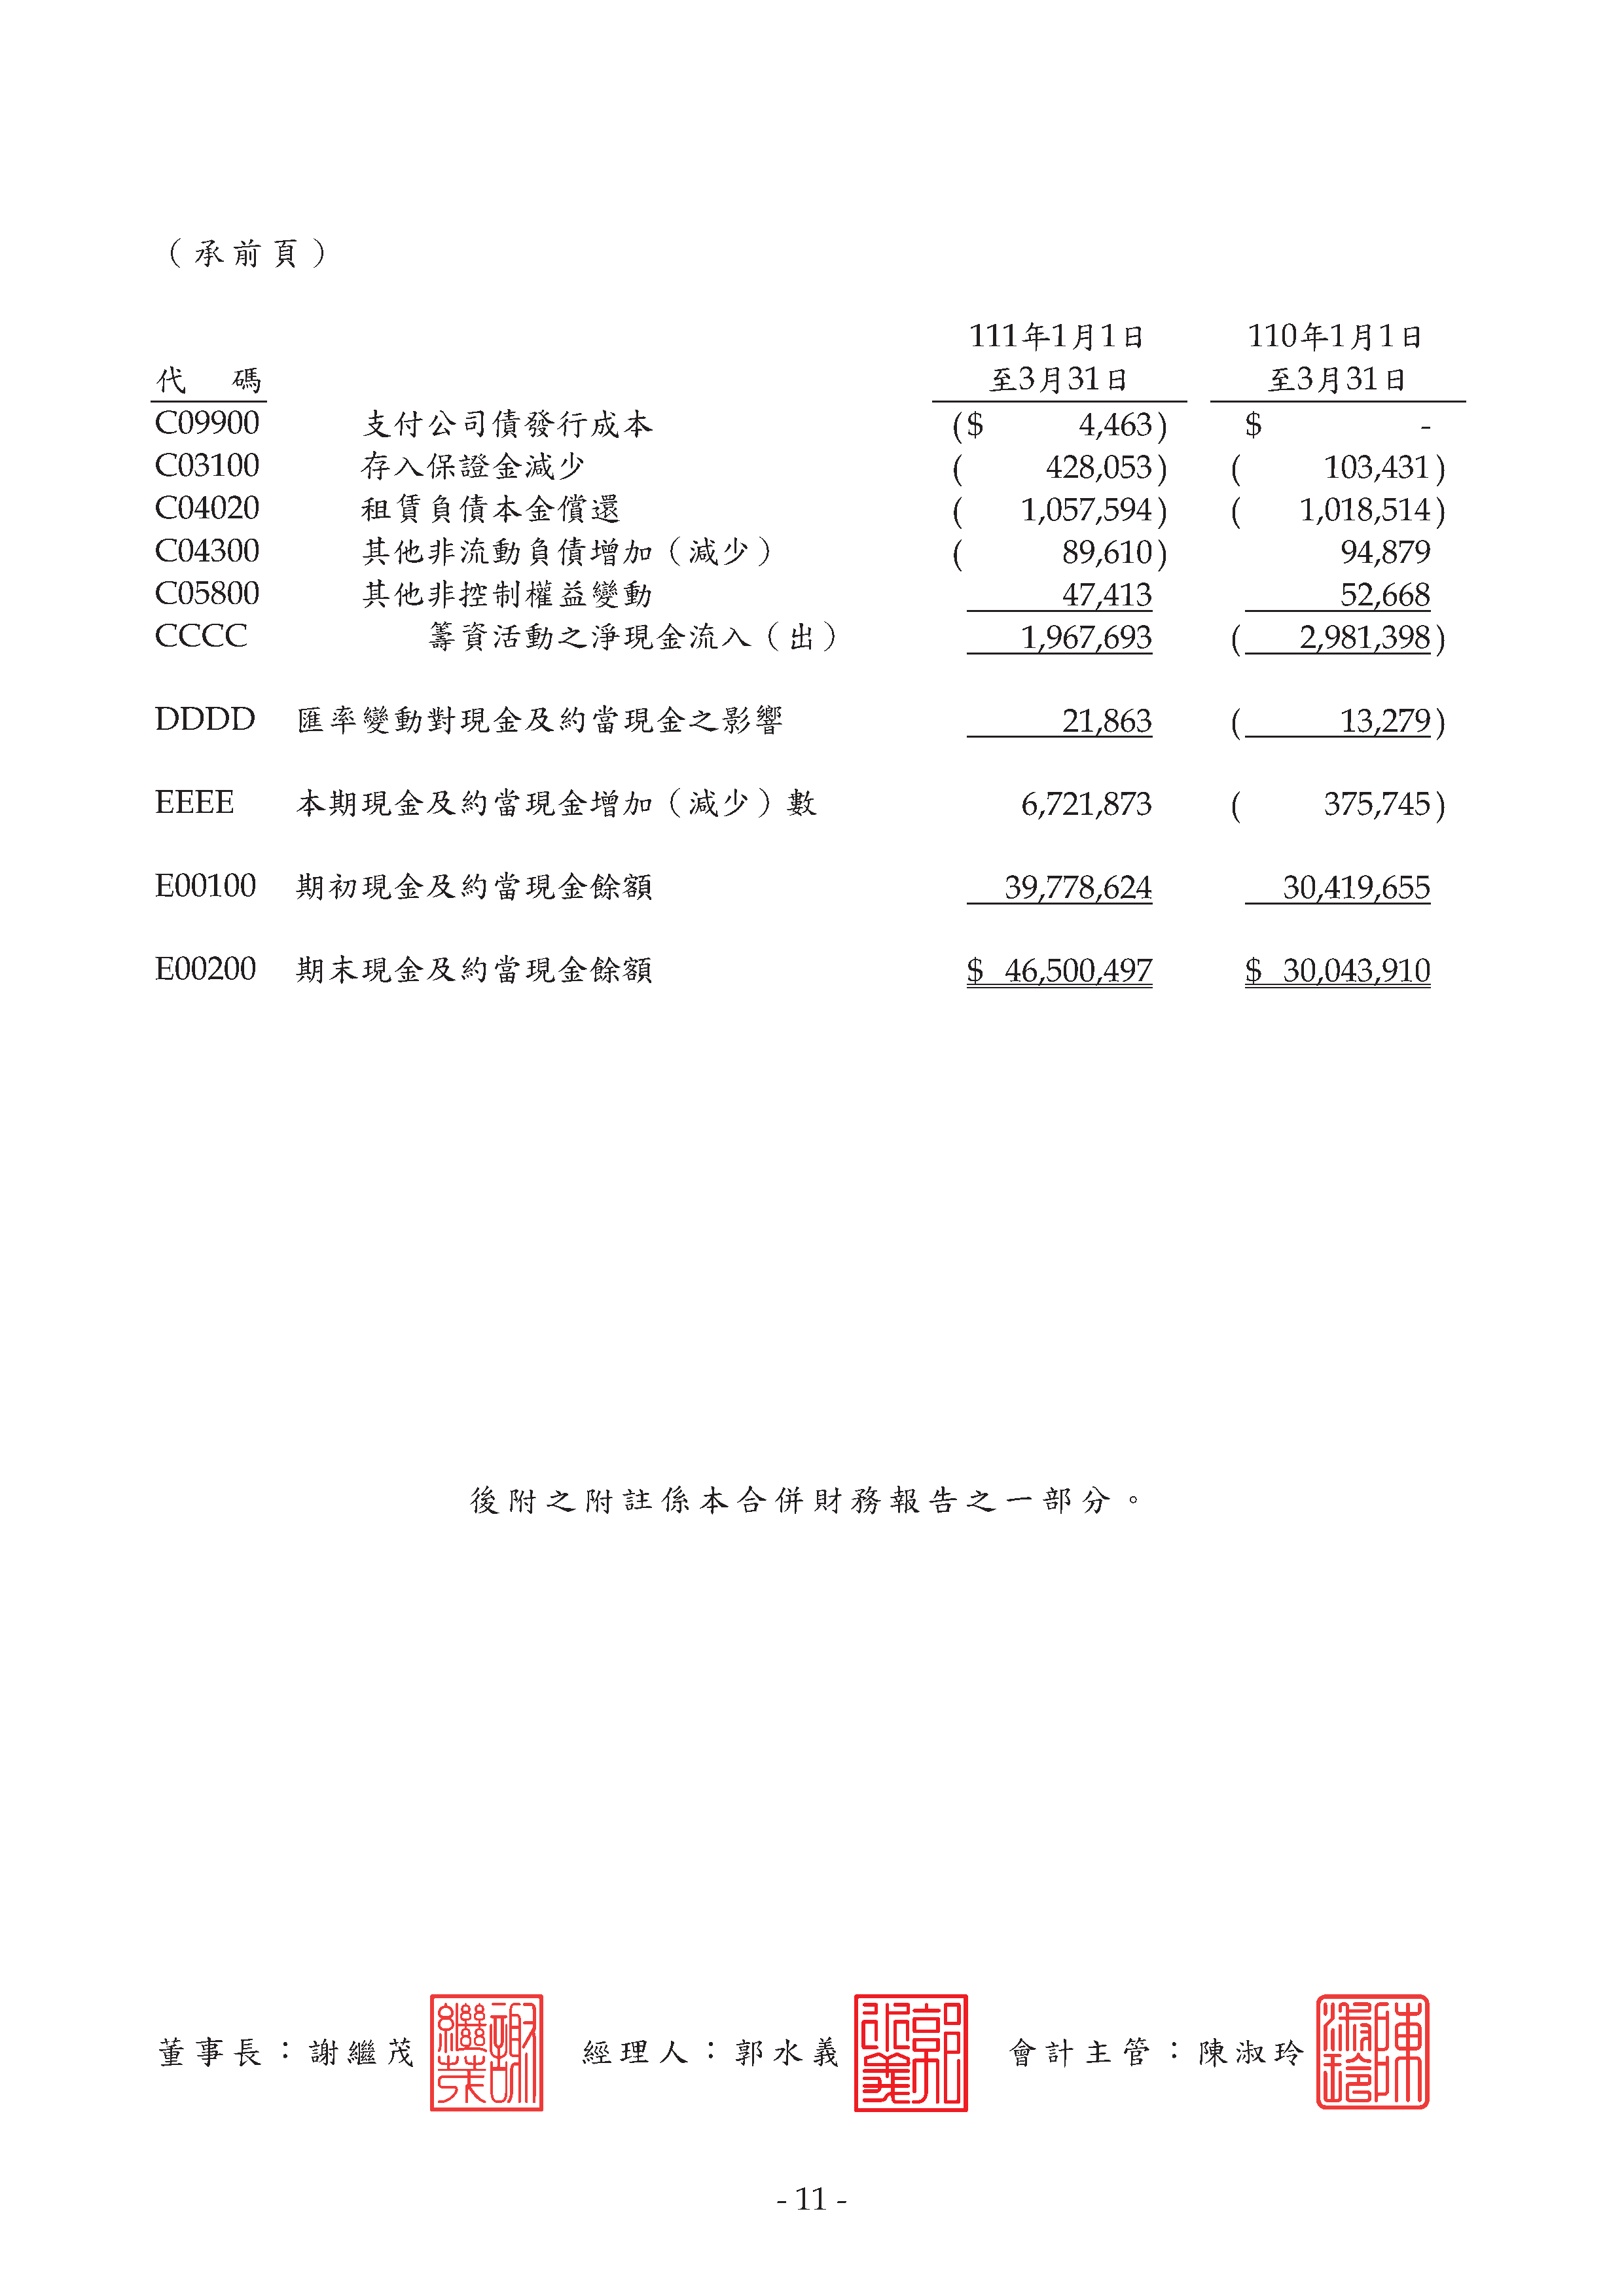 （承前頁）
111年1月1日 110年1月1日
代 碼 至3月31日 至3月31日
C09900 支付公司債發行成本 ($ 4,463) $ -
C03100 存入保證金減少 ( 428,053) ( 103,431)
C04020 租賃負債本金償還 ( 1,057,594) ( 1,018,514)
C04300 其他非流動負債增加（減少） ( 89,610) 94,879
C05800 其他非控制權益變動 47,413 52,668
CCCC 籌資活動之淨現金流入（出） 1,967,693 ( 2,981,398)
DDDD 匯率變動對現金及約當現金之影響 21,863 ( 13,279)
EEEE 本期現金及約當現金增加（減少）數 6,721,873 ( 375,745)
E00100 期初現金及約當現金餘額 39,778,624 30,419,655
E00200 期末現金及約當現金餘額 $ 46,500,497 $ 30,043,910
後附之附註係本合併財務報告之一部分。
董事長：謝繼茂 謝繼茂 經理人：郭水義 郭水義 會計主管：陳淑玲 陳淑玲
- 11 -